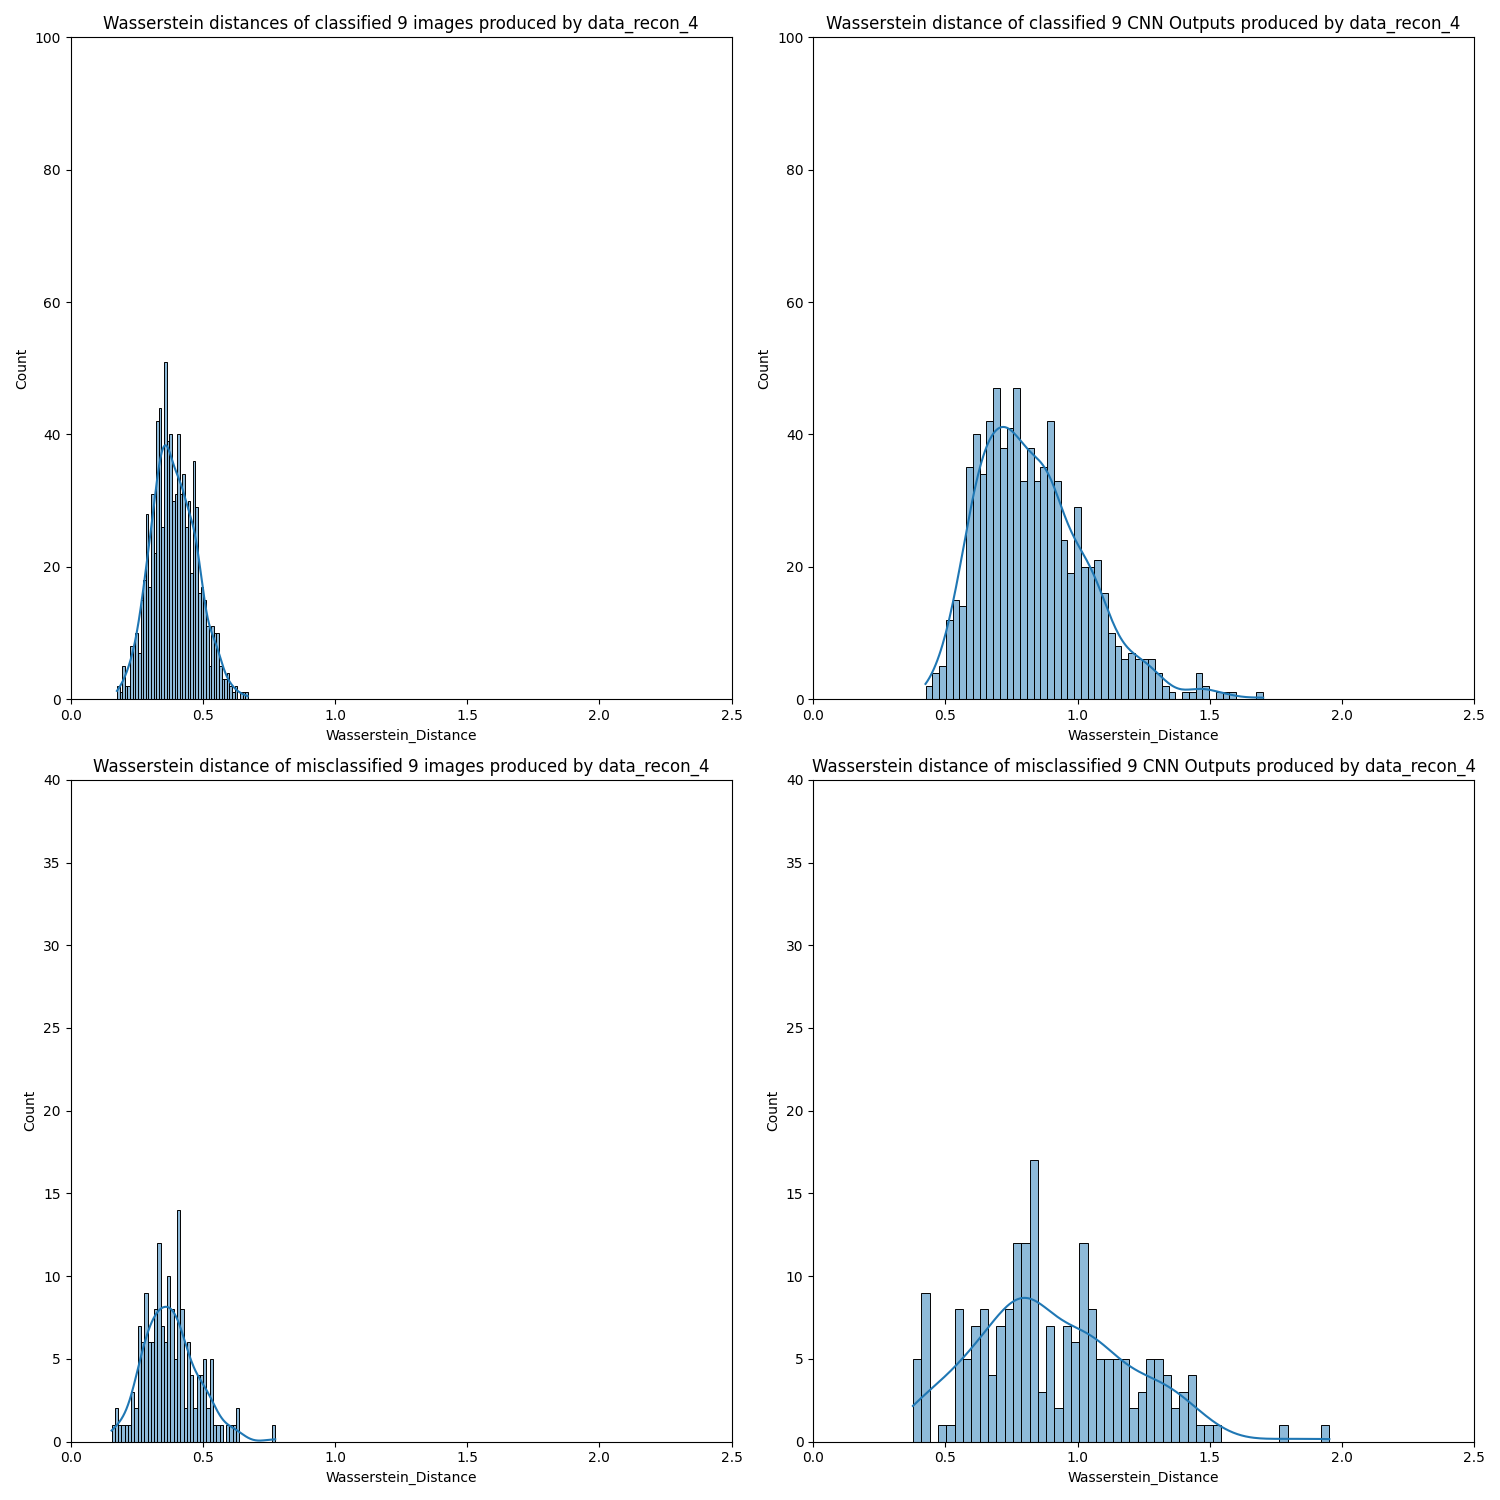 Wasserstein distances of classified 9 images produced by data_recon_4
100
80
60
40
20
0
Count
0.0 0.5 1.0 1.5 2.0 2.5
Wasserstein_Distance
Wasserstein distance of classified 9 CNN Outputs produced by data_recon_4
100
80
60
40
20
0
Count
0.0 0.5 1.0 1.5 2.0 2.5
Wasserstein_Distance
Wasserstein distance of misclassified 9 images produced by data_recon_4
40
35
30
25
20
15
10
5
0
Count
0.0 0.5 1.0 1.5 2.0 2.5
Wasserstein_Distance
Wasserstein distance of misclassified 9 CNN Outputs produced by data_recon_4
40
35
30
25
20
15
10
5
0
Count
0.0 0.5 1.0 1.5 2.0 2.5
Wasserstein_Distance